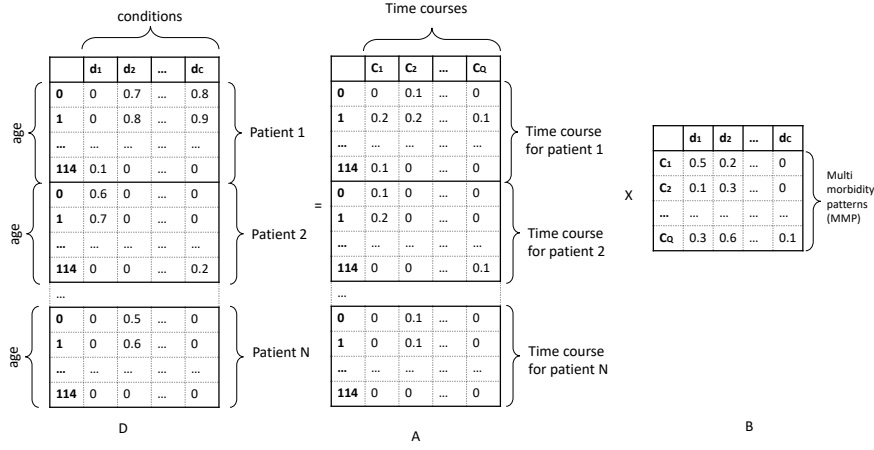 conditions
d1 d2 ... dC
age
0 0 0.7 ... 0.8
1 0 0.8 ... 0.9
... ... ... ... ...
114 0.1 0 ... 0
Patient 1
age
0 0.6 0 ... 0
1 0.7 0 ... 0
... ... ... ... ...
114 0 0 ... 0.2
Patient 2
...
age
0 0 0.5 ... 0
1 0 0.6 ... 0
... ... ... ... ...
114 0 0 ... 0
Patient N
D
=
Time courses
C1 C2 ... CQ
0 0 0.1 ... 0
1 0.2 0.2 ... 0.1
... ... ... ... ...
114 0.1 0 ... 0
Time course
for patient 1
0 0.1 0 ... 0
1 0.2 0 ... 0
... ... ... ... ...
114 0 0 ... 0.1
Time course
for patient 2
...
0 0 0.1 ... 0
1 0 0.1 ... 0
... ... ... ... ...
114 0 0 ... 0
Time course
for patient N
A
X
d1 d2 ... dC
C1 0.5 0.2 ... 0
C2 0.1 0.3 ... 0
... ... ... ... ...
CQ 0.3 0.6 ... 0.1
Multi
morbidity
patterns
(MMP)
B